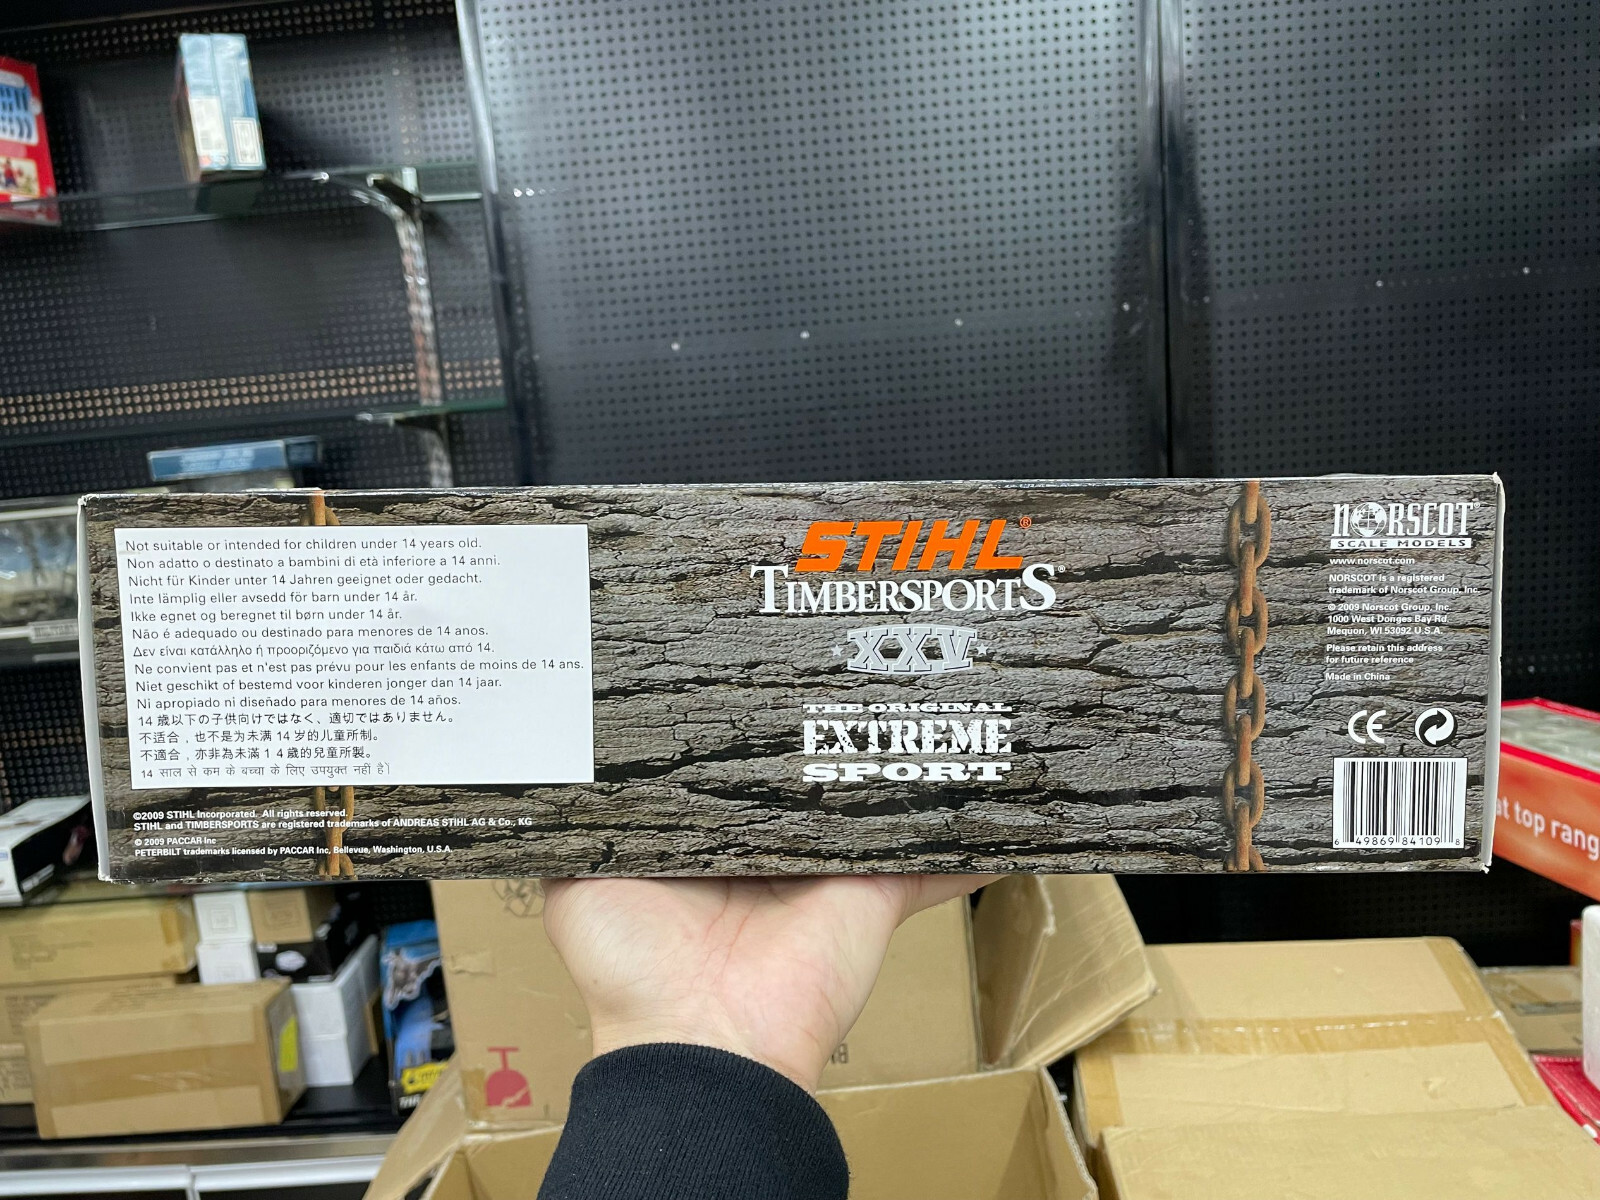 Not suitable or intended for children under 14 years old.
Non adatto o destinato a bambini di età inferiore a 14 anni.
Nicht für Kinder unter 14 Jahren geeignet oder gedacht.
Inte lämplig eller avsedd för barn under 14 år.
Ikke egnet og beregnet til børn under 14 år.
Não é adequado ou destinado para menores de 14 anos.
Δεν είναι κατάλληλο ή προοριζόμενο για παιδιά κάτω από 14.
Ne convient pas et n'est pas prévu pour les enfants de moins de 14 ans.
Niet geschikt of bestemd voor kinderen jonger dan 14 jaar.
Ni apropiado ni diseñado para menores de 14 años.
14 歳以下の子供向けではなく、適切ではありません。
不适合，也不是为未满 14 岁的儿童所制。
不適合，亦非為未滿 1 4 歲的兒童所製。
14 साल से कम के बच्चा के लिए उपयुक्त नहीं है।
©2009 STIHL Incorporated. All rights reserved.
STIHL and TIMBERSPORTS are registered trademarks of ANDREAS STIHL AG & Co., KG
© 2009 PACCAR Inc
PETERBILT trademarks licensed by PACCAR Inc, Bellevue, Washington, U.S.A.
STIHL®
TIMBERSPORTS®
XXV
THE ORIGINAL
EXTREME
SPORT
NORSCOT®
SCALE MODELS
www.norscot.com
NORSCOT is a registered
trademark of Norscot Group, Inc.
© 2009 Norscot Group, Inc.
1000 West Donges Bay Rd.
Mequon, WI 53092 U.S.A.
Please retain this address
for future reference
Made in China
CE
6 49869 84109 8
at top rang